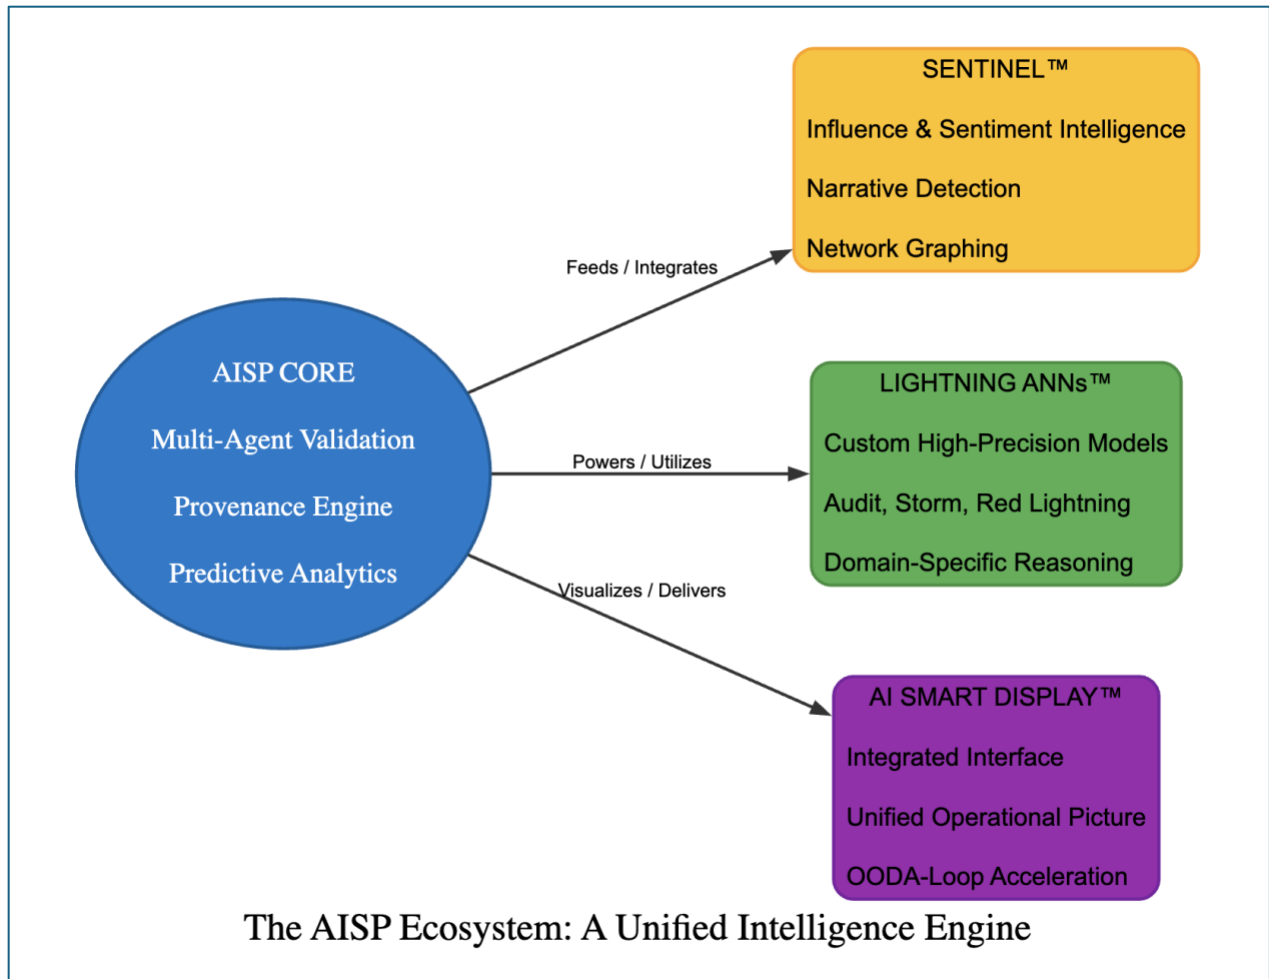 SENTINEL™
Influence & Sentiment Intelligence
Narrative Detection
Network Graphing
Feeds / Integrates
AISP CORE
Multi-Agent Validation
Provenance Engine
Predictive Analytics
Powers / Utilizes
LIGHTNING ANNs™
Custom High-Precision Models
Audit, Storm, Red Lightning
Domain-Specific Reasoning
Visualizes / Delivers
AI SMART DISPLAY™
Integrated Interface
Unified Operational Picture
OODA-Loop Acceleration
The AISP Ecosystem: A Unified Intelligence Engine